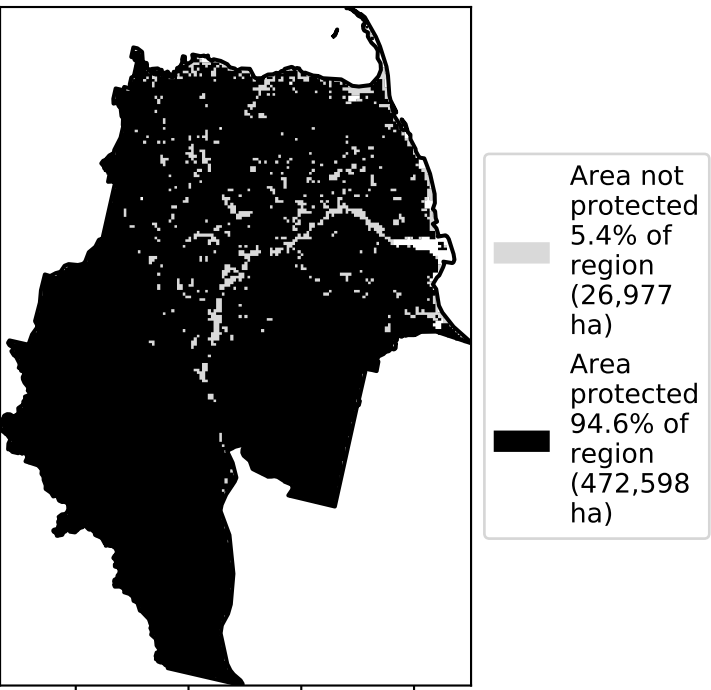 Area not
protected
5.4% of
region
(26,977
ha)
Area
protected
94.6% of
region
(472,598
ha)